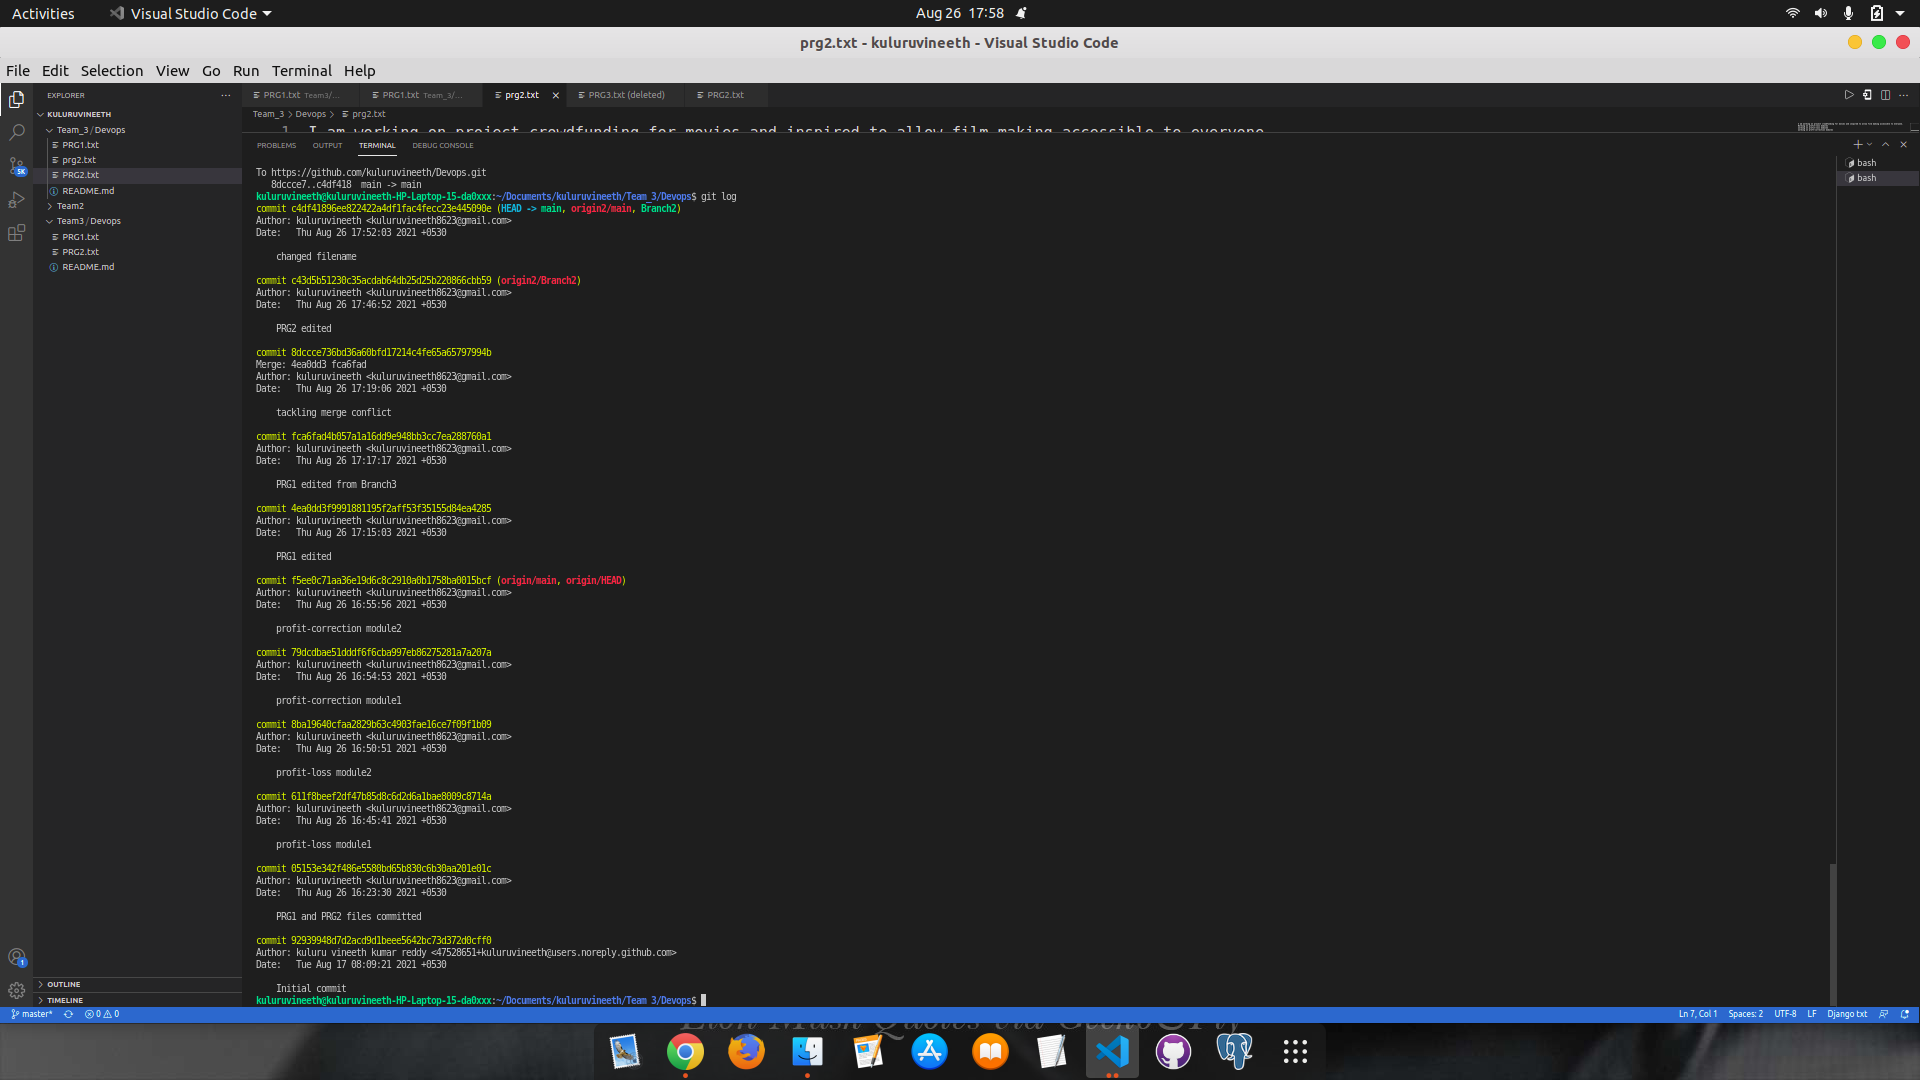 Activities
Visual Studio Code
Aug 26 17:58
prg2.txt - kuluruvineeth - Visual Studio Code
File Edit Selection View Go Run Terminal Help
EXPLORER
PRG1.txt Team3/...
PRG1.txt Team_3/...
prg2.txt
PRG3.txt (deleted)
PRG2.txt
KULURUVINEETH
Team_3 / Devops
PRG1.txt
prg2.txt
PRG2.txt
README.md
Team2
Team3 / Devops
PRG1.txt
PRG2.txt
README.md
OUTLINE
TIMELINE
5K
1
Team_3 > Devops > prg2.txt
1 I am working on project crowdfunding for movies and inspired to allow film making accessible to everyone
PROBLEMS OUTPUT TERMINAL DEBUG CONSOLE
bash
bash
To https://github.com/kuluruvineeth/Devops.git
8dccce7..c4df418 main -> main
kuluruvineeth@kuluruvineeth-HP-Laptop-15-da0xxx:~/Documents/kuluruvineeth/Team_3/Devops$ git log
commit c4df41896ee822422a4df1fac4fecc23e445090e (HEAD -> main, origin2/main, Branch2)
Author: kuluruvineeth <kuluruvineeth8623@gmail.com>
Date: Thu Aug 26 17:52:03 2021 +0530
changed filename
commit c43d5b51230c35acdab64db25d25b220866cbb59 (origin2/Branch2)
Author: kuluruvineeth <kuluruvineeth8623@gmail.com>
Date: Thu Aug 26 17:46:52 2021 +0530
PRG2 edited
commit 8dccce736bd36a60bfd17214c4fe65a65797994b
Merge: 4ea0dd3 fca6fad
Author: kuluruvineeth <kuluruvineeth8623@gmail.com>
Date: Thu Aug 26 17:19:06 2021 +0530
tackling merge conflict
commit fca6fad4b057a1a16dd9e948bb3cc7ea288760a1
Author: kuluruvineeth <kuluruvineeth8623@gmail.com>
Date: Thu Aug 26 17:17:17 2021 +0530
PRG1 edited from Branch3
commit 4ea0dd3f9991881195f2aff53f35155d84ea4285
Author: kuluruvineeth <kuluruvineeth8623@gmail.com>
Date: Thu Aug 26 17:15:03 2021 +0530
PRG1 edited
commit f5ee0c71aa36e19d6c8c2910a0b1758ba0015bcf (origin/main, origin/HEAD)
Author: kuluruvineeth <kuluruvineeth8623@gmail.com>
Date: Thu Aug 26 16:55:56 2021 +0530
profit-correction module2
commit 79dcdbae51dddf6f6cba997eb86275281a7a207a
Author: kuluruvineeth <kuluruvineeth8623@gmail.com>
Date: Thu Aug 26 16:54:53 2021 +0530
profit-correction module1
commit 8ba19640cfaa2829b63c4903fae16ce7f09f1b09
Author: kuluruvineeth <kuluruvineeth8623@gmail.com>
Date: Thu Aug 26 16:50:51 2021 +0530
profit-loss module2
commit 611f8beef2df47b85d8c6d2d6a1bae8009c8714a
Author: kuluruvineeth <kuluruvineeth8623@gmail.com>
Date: Thu Aug 26 16:45:41 2021 +0530
profit-loss module1
commit 05153e342f486e5580bd65b830c6b30aa201e01c
Author: kuluruvineeth <kuluruvineeth8623@gmail.com>
Date: Thu Aug 26 16:23:30 2021 +0530
PRG1 and PRG2 files committed
commit 92939948d7d2acd9d1beee5642bc73d372d0cff0
Author: kuluru vineeth kumar reddy <47528651+kuluruvineeth@users.noreply.github.com>
Date: Tue Aug 17 08:09:21 2021 +0530
Initial commit
kuluruvineeth@kuluruvineeth-HP-Laptop-15-da0xxx:~/Documents/kuluruvineeth/Team_3/Devops$
master* 0 0
Ln 7, Col 1 Spaces: 2 UTF-8 LF Django txt